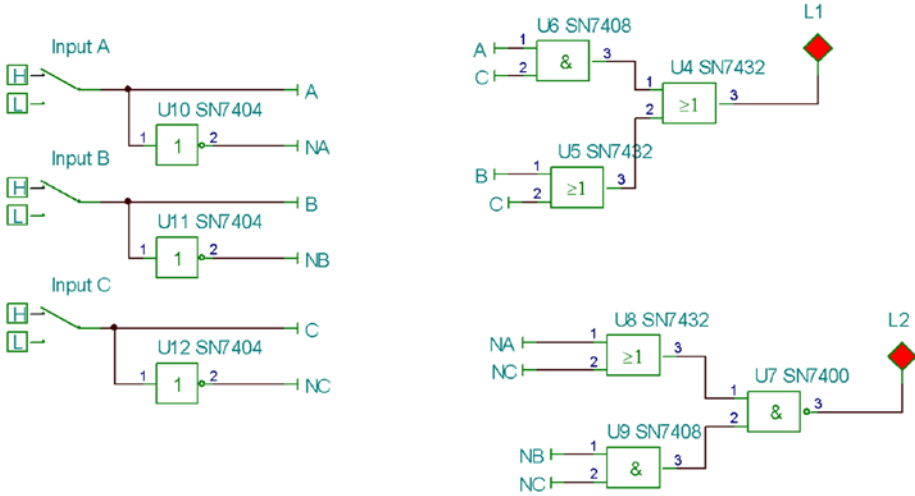 Input A
H
L
A
U10 SN7404
1
1
2
NA
Input B
H
L
B
U11 SN7404
1
1
2
NB
Input C
H
L
C
U12 SN7404
1
1
2
NC
U6 SN7408
A
1
C
2
&
3
U4 SN7432
1
2
≥1
3
L1
U5 SN7432
B
1
C
2
≥1
3
U8 SN7432
NA
1
NC
2
≥1
3
U7 SN7400
1
2
&
3
L2
U9 SN7408
NB
1
NC
2
&
3